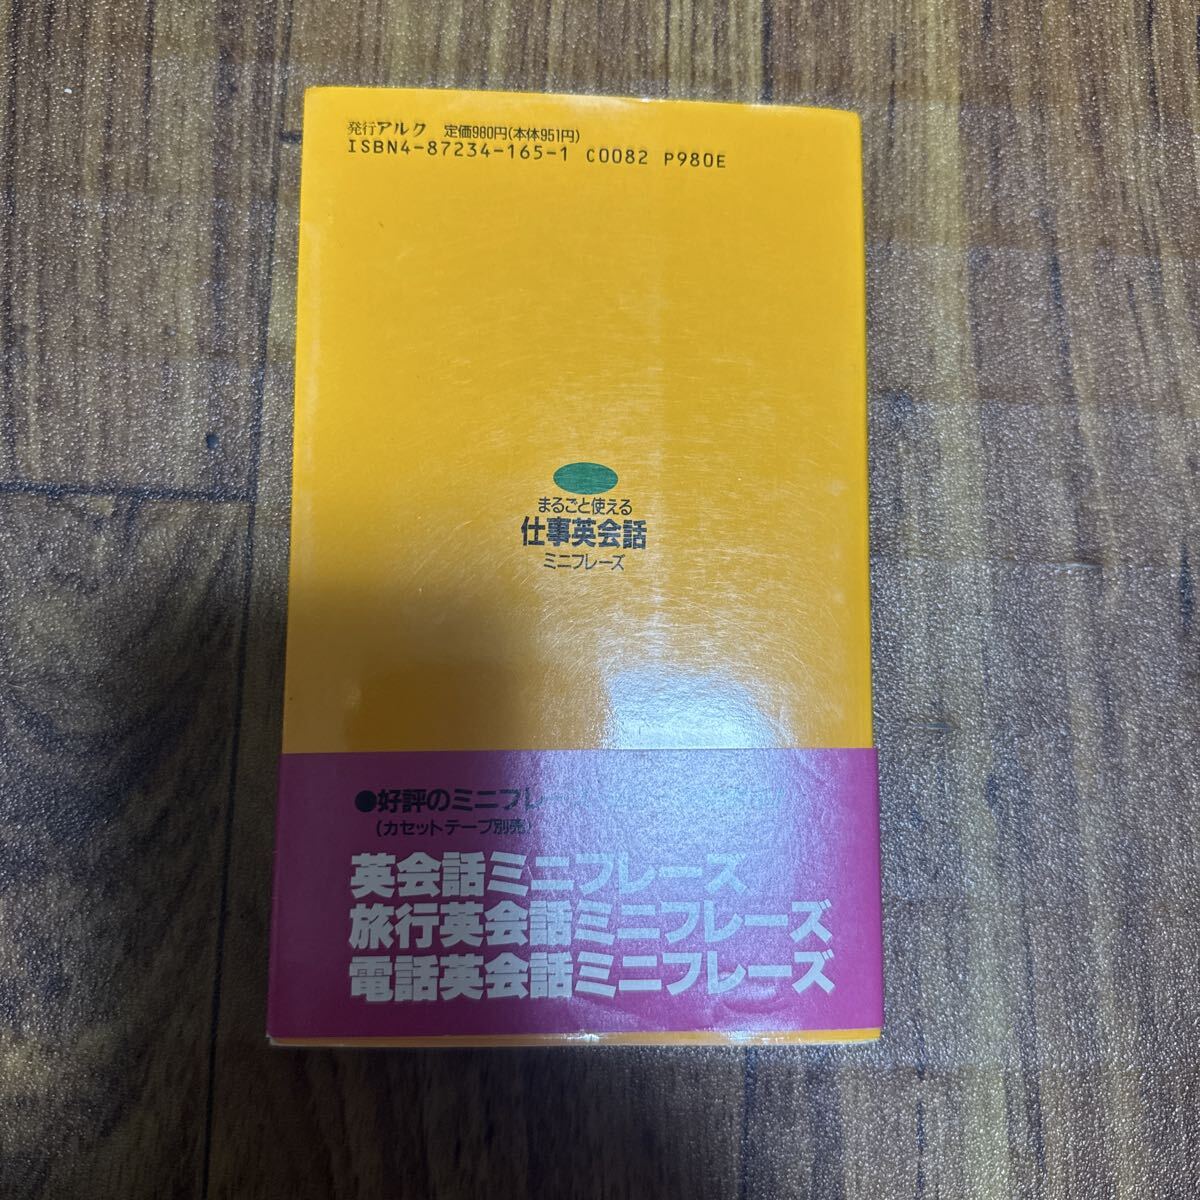 発行アルク 定価980円(本体951円)
ISBN4-87234-165-1 C0082 P980E
まるごと使える
仕事英会話
ミニフレーズ
●好評のミニフレーズ
(カセットテープ別売)
英会話ミニフレーズ
旅行英会話ミニフレーズ
電話英会話ミニフレーズ